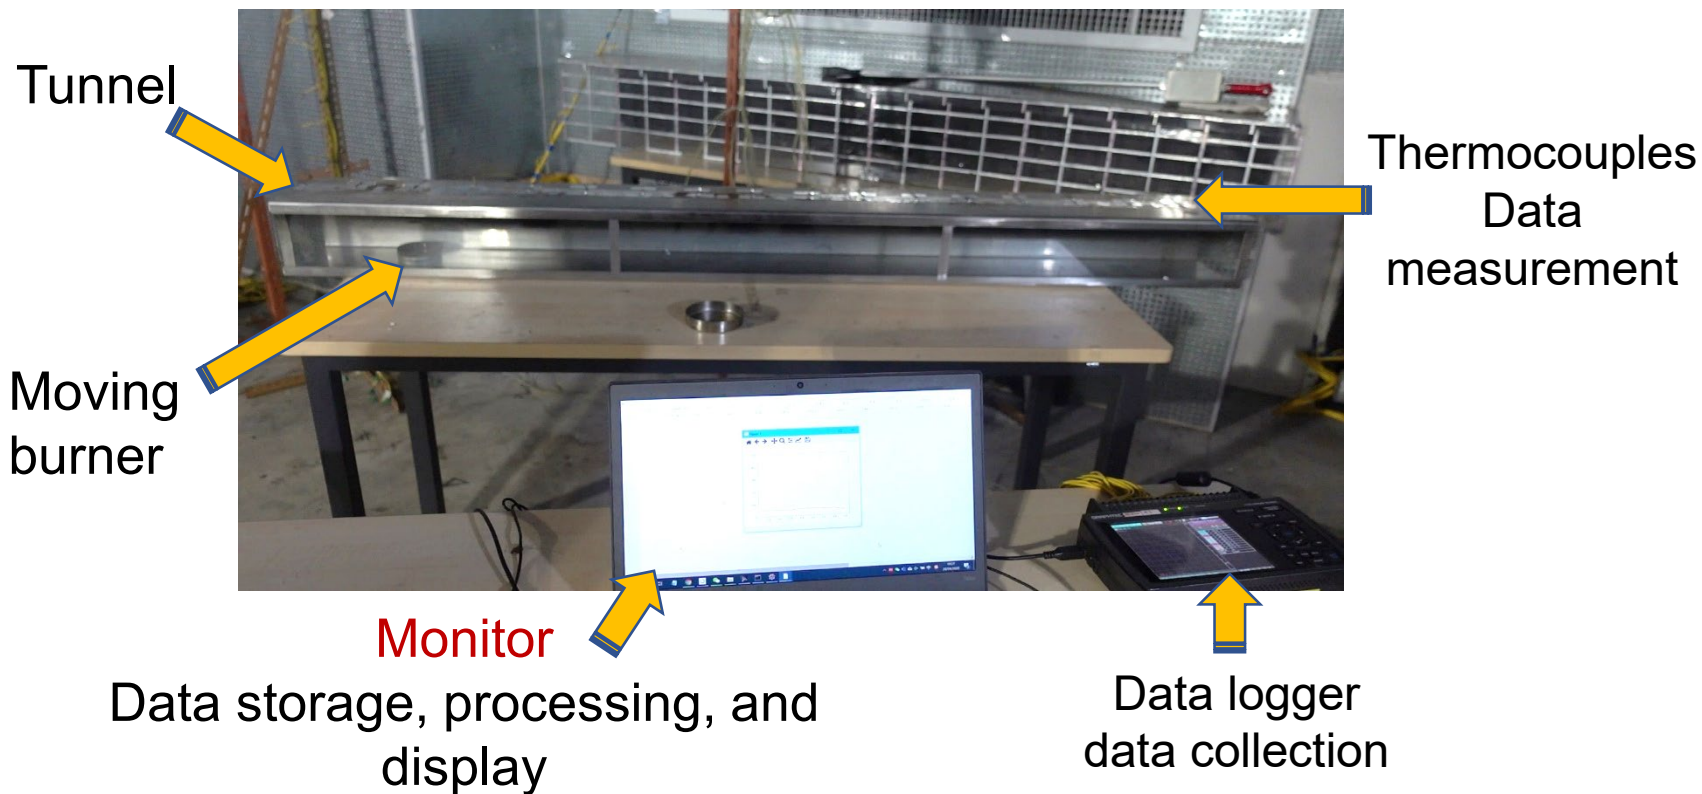 Tunnel
Thermocouples
Data
measurement
Moving
burner
Monitor
Data storage, processing, and
display
Data logger
data collection